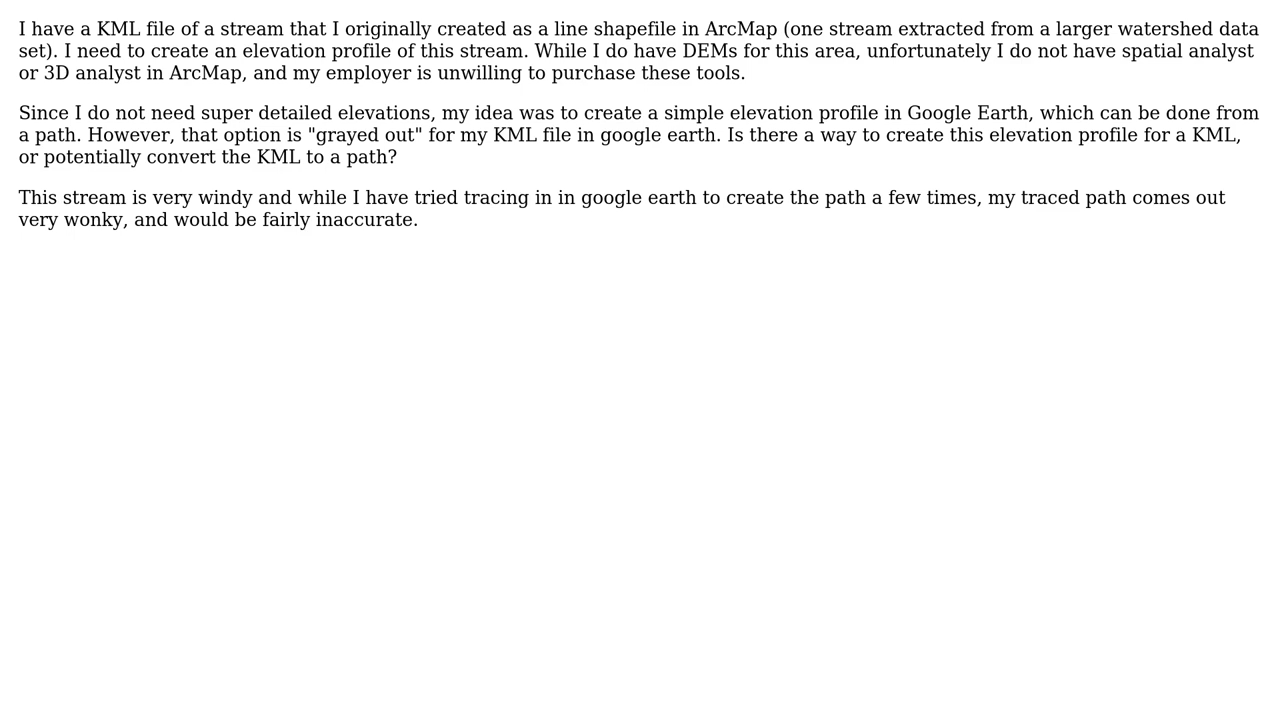 I have a KML file of a stream that I originally created as a line shapefile in ArcMap (one stream extracted from a larger watershed data
set). I need to create an elevation profile of this stream. While I do have DEMs for this area, unfortunately I do not have spatial analyst
or 3D analyst in ArcMap, and my employer is unwilling to purchase these tools.
Since I do not need super detailed elevations, my idea was to create a simple elevation profile in Google Earth, which can be done from
a path. However, that option is "grayed out" for my KML file in google earth. Is there a way to create this elevation profile for a KML,
or potentially convert the KML to a path?
This stream is very windy and while I have tried tracing in in google earth to create the path a few times, my traced path comes out
very wonky, and would be fairly inaccurate.